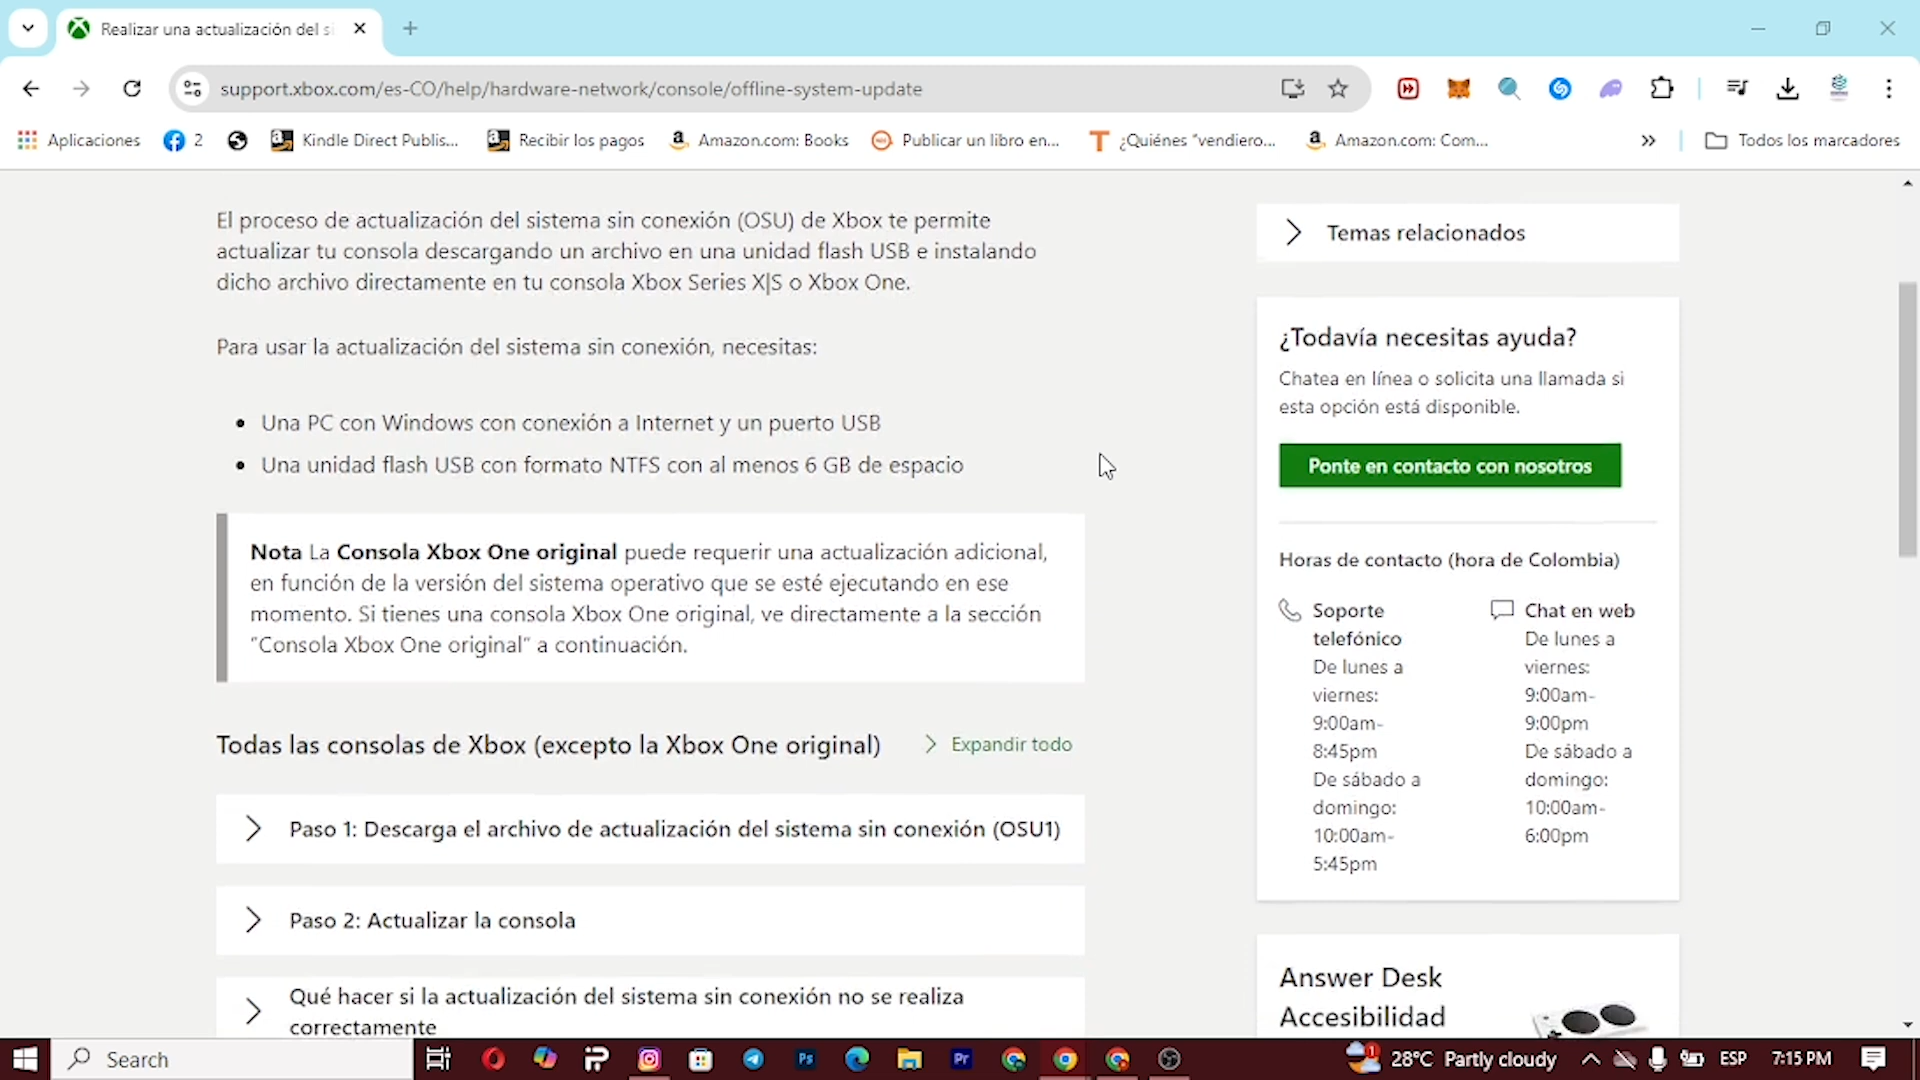 Realizar una actualización del si
support.xbox.com/es-CO/help/hardware-network/console/offline-system-update
Aplicaciones
2
Kindle Direct Publis...
Recibir los pagos
Amazon.com: Books
Publicar un libro en...
¿Quiénes “vendiero...
Amazon.com: Com...
Todos los marcadores
El proceso de actualización del sistema sin conexión (OSU) de Xbox te permite
actualizar tu consola descargando un archivo en una unidad flash USB e instalando
dicho archivo directamente en tu consola Xbox Series X|S o Xbox One.
Para usar la actualización del sistema sin conexión, necesitas:
Una PC con Windows con conexión a Internet y un puerto USB
Una unidad flash USB con formato NTFS con al menos 6 GB de espacio
Nota La Consola Xbox One original puede requerir una actualización adicional,
en función de la versión del sistema operativo que se esté ejecutando en ese
momento. Si tienes una consola Xbox One original, ve directamente a la sección
“Consola Xbox One original” a continuación.
Todas las consolas de Xbox (excepto la Xbox One original)
Expandir todo
Paso 1: Descarga el archivo de actualización del sistema sin conexión (OSU1)
Paso 2: Actualizar la consola
Qué hacer si la actualización del sistema sin conexión no se realiza
correctamente
Temas relacionados
¿Todavía necesitas ayuda?
Chatea en línea o solicita una llamada si
esta opción está disponible.
Ponte en contacto con nosotros
Horas de contacto (hora de Colombia)
Soporte
telefónico
De lunes a
viernes:
9:00am-
8:45pm
De sábado a
domingo:
10:00am-
5:45pm
Chat en web
De lunes a
viernes:
9:00am-
9:00pm
De sábado a
domingo:
10:00am-
6:00pm
Answer Desk
Accesibilidad
Search
Ps
Pr
1
28°C Partly cloudy
ESP
7:15 PM